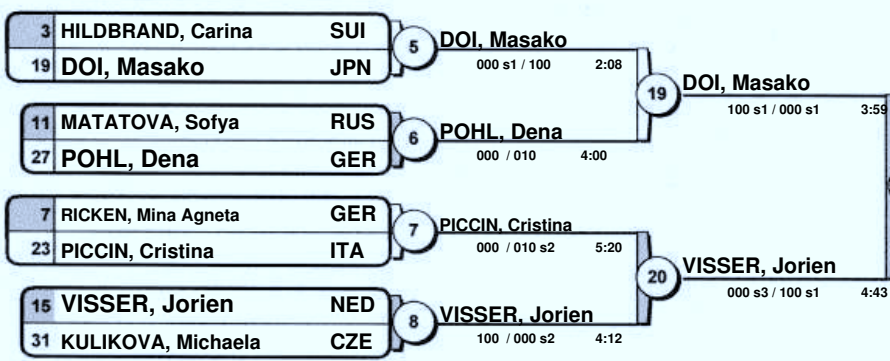 3 HILDBRAND, Carina SUI
19 DOI, Masako JPN
5
DOI, Masako
000 s1 / 100 2:08
11 MATATOVA, Sofya RUS
27 POHL, Dena GER
6
POHL, Dena
000 / 010 4:00
19
DOI, Masako
100 s1 / 000 s1 3:59
7 RICKEN, Mina Agneta GER
23 PICCIN, Cristina ITA
7
PICCIN, Cristina
000 / 010 s2 5:20
15 VISSER, Jorien NED
31 KULIKOVA, Michaela CZE
8
VISSER, Jorien
100 / 000 s2 4:12
20
VISSER, Jorien
000 s3 / 100 s1 4:43